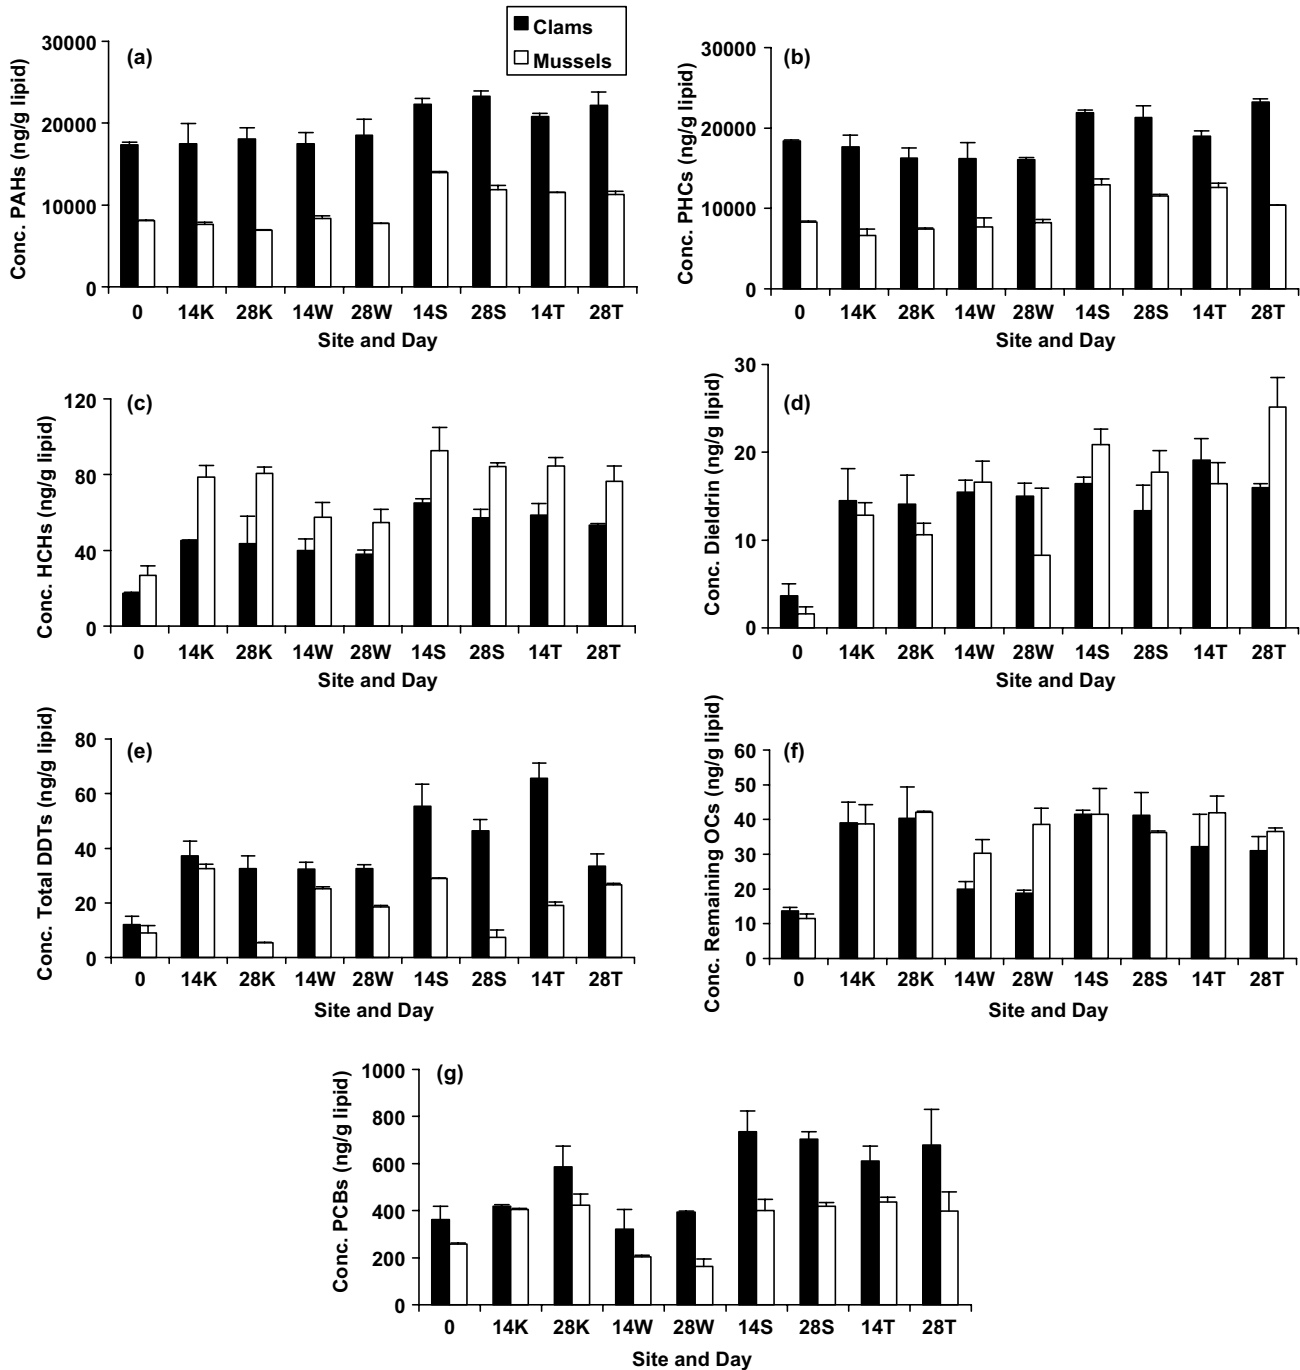 Clams
Mussels
(a)
Conc. PAHs (ng/g lipid)
30000
20000
10000
0
0 14K 28K 14W 28W 14S 28S 14T 28T
Site and Day
(b)
Conc. PHCs (ng/g lipid)
30000
20000
10000
0
0 14K 28K 14W 28W 14S 28S 14T 28T
Site and Day
(c)
Conc. HCHs (ng/g lipid)
120
80
40
0
0 14K 28K 14W 28W 14S 28S 14T 28T
Site and Day
(d)
Conc. Dieldrin (ng/g lipid)
30
20
10
0
0 14K 28K 14W 28W 14S 28S 14T 28T
Site and Day
(e)
Conc. Total DDTs (ng/g lipid)
80
60
40
20
0
0 14K 28K 14W 28W 14S 28S 14T 28T
Site and Day
(f)
Conc. Remaining OCs (ng/g lipid)
60
50
40
30
20
10
0
0 14K 28K 14W 28W 14S 28S 14T 28T
Site and Day
(g)
Conc. PCBs (ng/g lipid)
1000
800
600
400
200
0
0 14K 28K 14W 28W 14S 28S 14T 28T
Site and Day